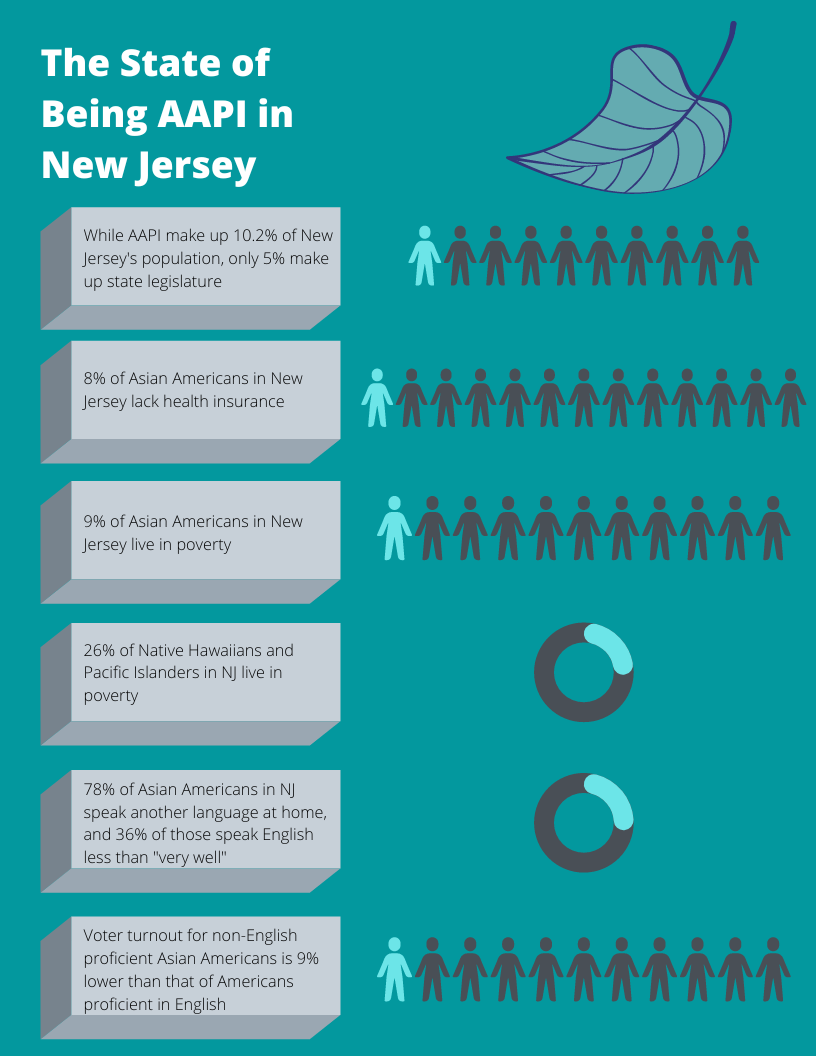 The State of
Being AAPI in
New Jersey
While AAPI make up 10.2% of New
Jersey's population, only 5% make
up state legislature
8% of Asian Americans in New
Jersey lack health insurance
9% of Asian Americans in New
Jersey live in poverty
26% of Native Hawaiians and
Pacific Islanders in NJ live in
poverty
78% of Asian Americans in NJ
speak another language at home,
and 36% of those speak English
less than "very well"
Voter turnout for non-English
proficient Asian Americans is 9%
lower than that of Americans
proficient in English